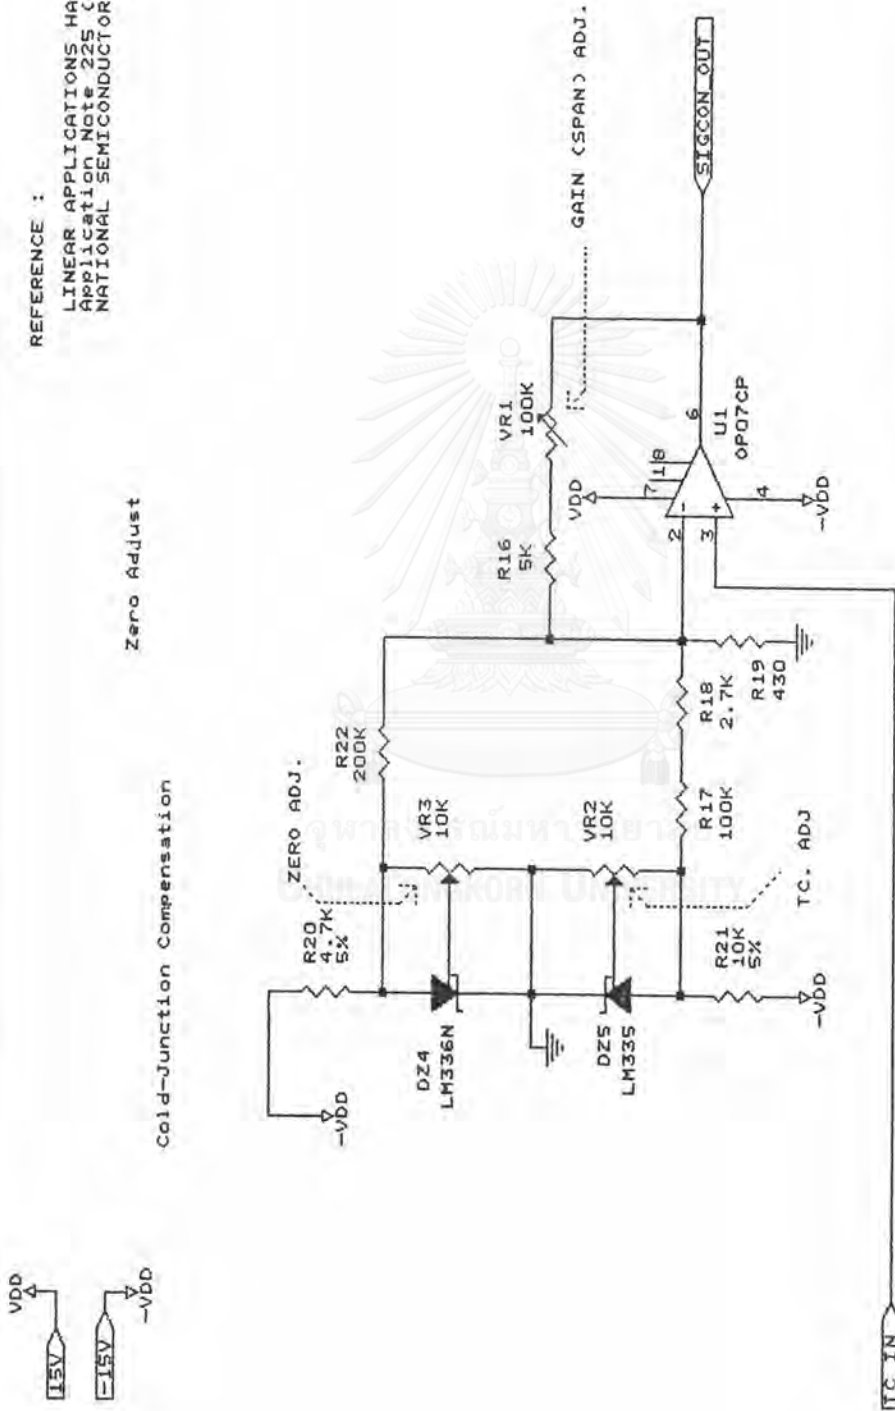 REFERENCE :
LINEAR APPLICATIONS HA
Application Note 225 (
NATIONAL SEMICONDUCTOR
Zero Adjust
Cold-Junction Compensation
VDD
15V
-15V
-VDD
ZERO ADJ.
R20
4.7K
5%
-VDD
DZ4
LM336N
VR3
10K
R22
200K
DZ5
LM335
VR2
10K
R21
10K
5%
-VDD
TC. ADJ
R17
100K
R18
2.7K
R19
430
R16
5K
VR1
100K
GAIN (SPAN) ADJ.
VDD
7
1
8
2
3
6
4
-
+
U1
OP07CP
-VDD
SIGCON_OUT
TC_IN
CHULALONGKORN UNIVERSITY